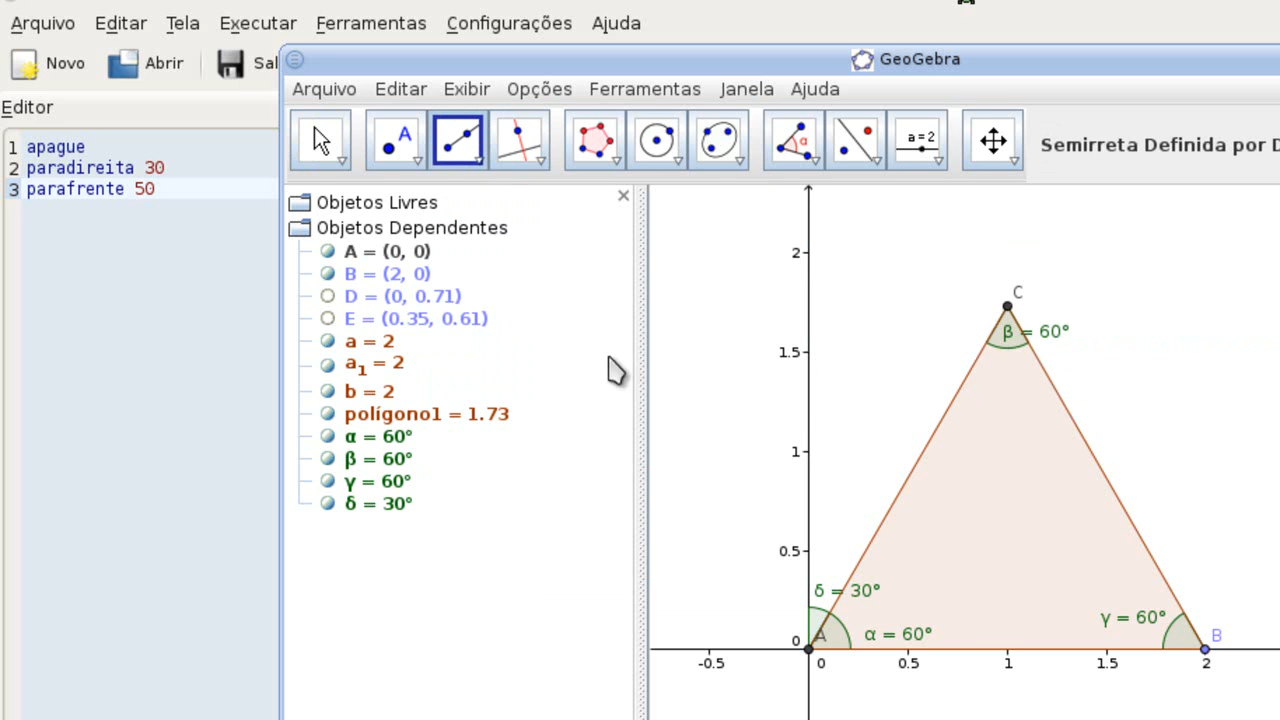 Arquivo Editar Tela Executar Ferramentas Configurações Ajuda
Novo Abrir Sal
Editor
1 apague
2 paradireita 30
3 parafrente 50
GeoGebra
Arquivo Editar Exibir Opções Ferramentas Janela Ajuda
A
α
a=2
Semirreta Definida por D
Objetos Livres
Objetos Dependentes
A = (0, 0)
B = (2, 0)
D = (0, 0.71)
E = (0.35, 0.61)
a = 2
a₁ = 2
b = 2
polígono1 = 1.73
α = 60°
β = 60°
γ = 60°
δ = 30°
2
C
β = 60°
1.5
1
0.5
δ = 30°
γ = 60°
0 A α = 60° B
-0.5 0 0.5 1 1.5 2